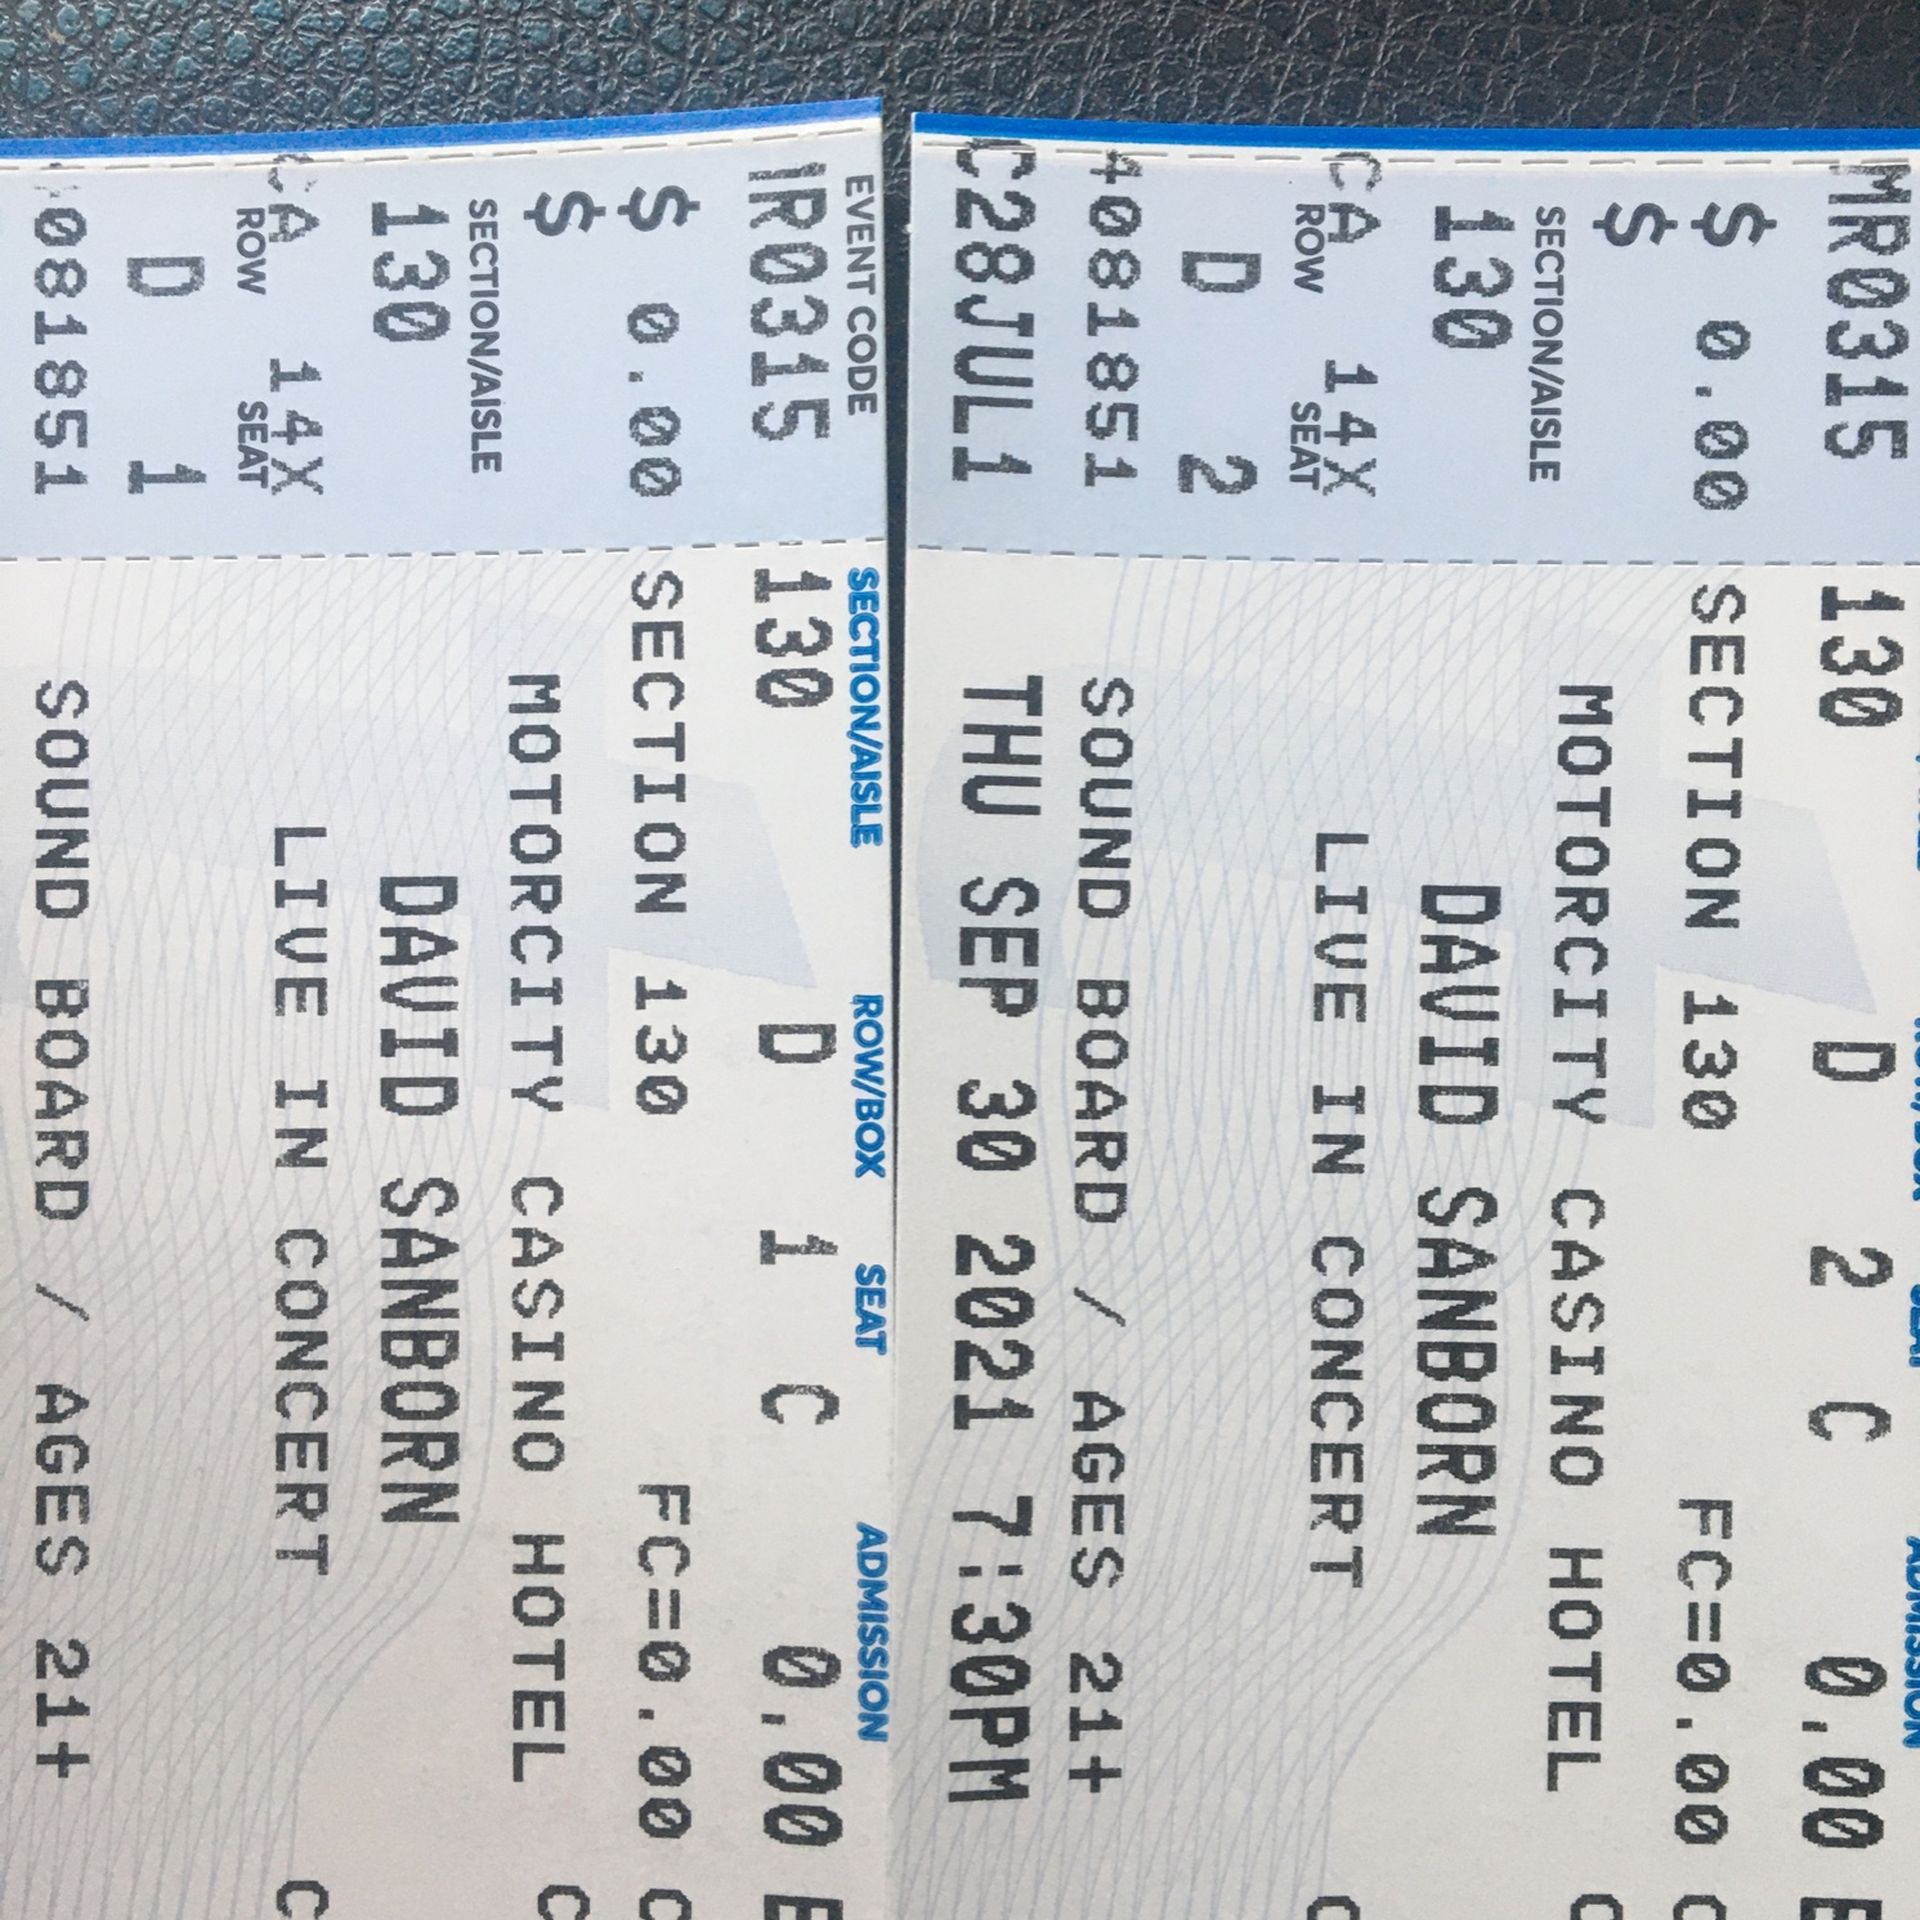 EVENT CODE SECTION/AISLE ROW/BOX SEAT ADMISSION
MR0315 130 D 2 C 0.00
$ 0.00 SECTION 130 FC=0.00 C
$ MOTORCITY CASINO HOTEL C
SECTION/AISLE
130 DAVID SANBORN
CA 14X LIVE IN CONCERT C
ROW SEAT
D 2
4081851 SOUND BOARD / AGES 21+
C28JUL1 THU SEP 30 2021 7:30PM
R0315 130 D 1 C 0.00
$ 0.00 SECTION 130 FC=0.00 C
$ MOTORCITY CASINO HOTEL C
SECTION/AISLE
130 DAVID SANBORN
CA 14X LIVE IN CONCERT C
ROW SEAT
D 1
081851 SOUND BOARD / AGES 21+